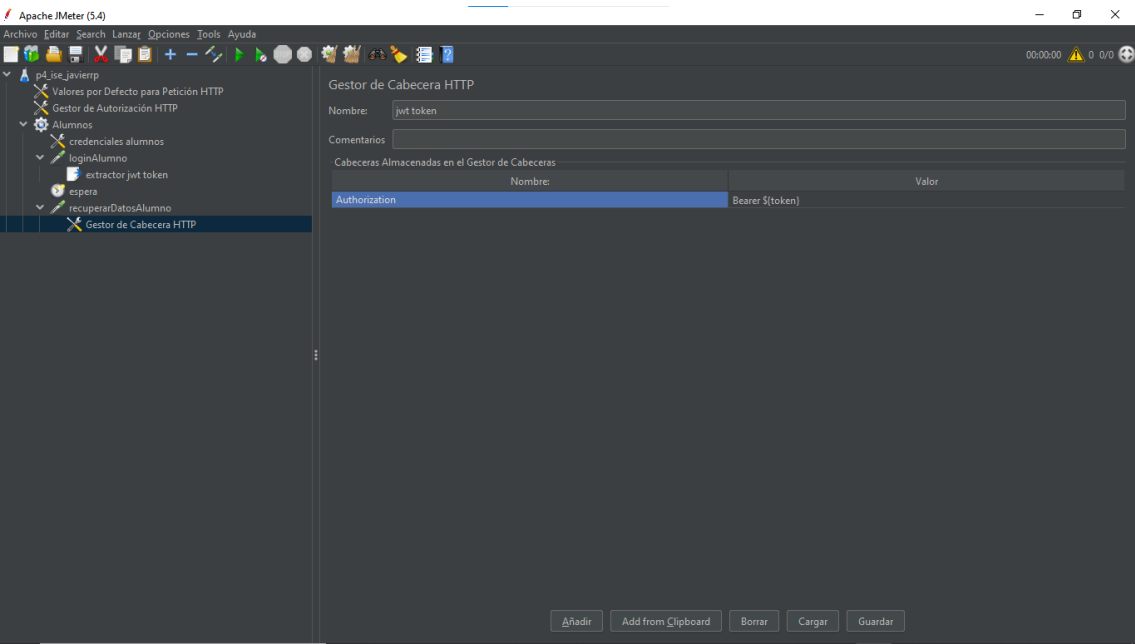 Apache JMeter (5.4)
Archivo Editar Search Lanzar Opciones Tools Ayuda
00:00:00 0 0/0
p4_ise_javierrp
Valores por Defecto para Petición HTTP
Gestor de Autorización HTTP
Alumnos
credenciales alumnos
loginAlumno
extractor jwt token
espera
recuperarDatosAlumno
Gestor de Cabecera HTTP
Gestor de Cabecera HTTP
Nombre: jwt token
Comentarios
Cabeceras Almacenadas en el Gestor de Cabeceras
Nombre: Valor
Authorization Bearer ${token}
Añadir Add from Clipboard Borrar Cargar Guardar